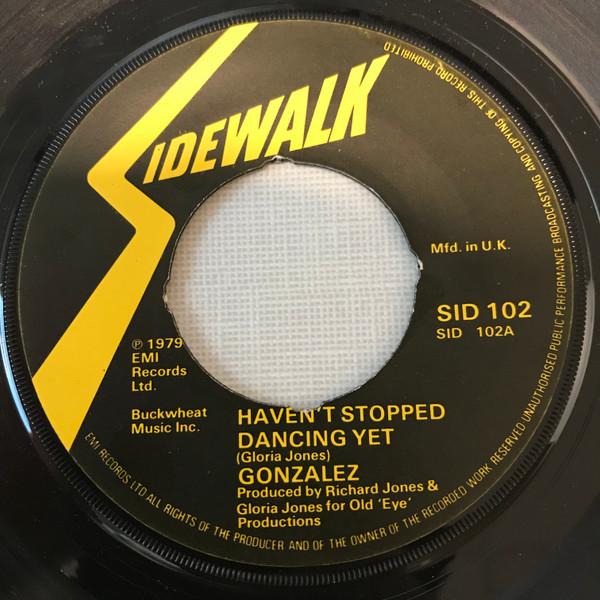 SIDEWALK
Mfd. in U.K.
SID 102
SID 102A
℗ 1979
EMI
Records
Ltd.
Buckwheat
Music Inc.
HAVEN'T STOPPED
DANCING YET
(Gloria Jones)
GONZALEZ
Produced by Richard Jones &
Gloria Jones for Old 'Eye'
Productions
EMI RECORDS LTD ALL RIGHTS OF THE PRODUCER AND OF THE OWNER OF THE RECORDED WORK RESERVED UNAUTHORISED PUBLIC PERFORMANCE BROADCASTING AND COPYING OF THIS RECORD PROHIBITED